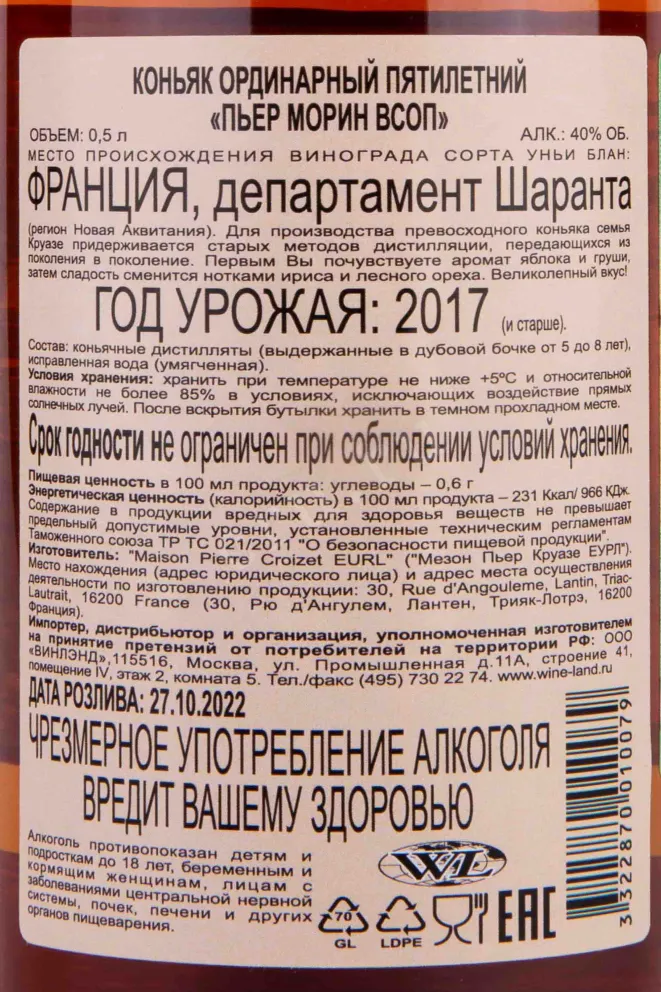 КОНЬЯК ОРДИНАРНЫЙ ПЯТИЛЕТНИЙ
«ПЬЕР МОРИН ВСОП»
ОБЪЕМ: 0,5 л АЛК.: 40% ОБ.
МЕСТО ПРОИСХОЖДЕНИЯ ВИНОГРАДА СОРТА УНЬИ БЛАН:
ФРАНЦИЯ, департамент Шаранта
(регион Новая Аквитания). Для производства превосходного коньяка семья
Круазе придерживается старых методов дистилляции, передающихся из
поколения в поколение. Первым Вы почувствуете аромат яблока и груши,
затем сладость сменится нотками ириса и лесного ореха. Великолепный вкус!
ГОД УРОЖАЯ: 2017 (и старше).
Состав: коньячные дистилляты (выдержанные в дубовой бочке от 5 до 8 лет),
исправленная вода (умягченная).
Условия хранения: хранить при температуре не ниже +5ºС и относительной
влажности не более 85% в условиях, исключающих воздействие прямых
солнечных лучей. После вскрытия бутылки хранить в темном прохладном месте.
Срок годности не ограничен при соблюдении условий хранения.
Пищевая ценность в 100 мл продукта: углеводы – 0,6 г
Энергетическая ценность (калорийность) в 100 мл продукта – 231 Ккал/ 966 КДж.
Содержание в продукции вредных для здоровья веществ не превышает
предельный допустимые уровни, установленные техническим регламентам
Таможенного союза ТР ТС 021/2011 "О безопасности пищевой продукции".
Изготовитель: "Maison Pierre Croizet EURL" ("Мезон Пьер Круазе ЕУРЛ").
Место нахождения (адрес юридического лица) и адрес места осуществления
деятельности по изготовлению продукции: 30, Rue d'Angouleme, Lantin, Triac-
Lautrait, 16200 France (30, Рю д'Ангулем, Лантен, Трияк-Лотрэ, 16200
Франция).
Импортер, дистрибьютор и организация, уполномоченная изготовителем
на принятие претензий от потребителей на территории РФ: ООО
«ВИНЛЭНД»,115516, Москва, ул. Промышленная д.11А, строение 41,
помещение IV, этаж 2, комната 5. Тел./факс (495) 730 22 74. www.wine-land.ru
ДАТА РОЗЛИВА: 27.10.2022
ЧРЕЗМЕРНОЕ УПОТРЕБЛЕНИЕ АЛКОГОЛЯ
ВРЕДИТ ВАШЕМУ ЗДОРОВЬЮ
Алкоголь противопоказан детям и
подросткам до 18 лет, беременным и
кормящим женщинам, лицам с
заболеваниями центральной нервной
системы, почек, печени и других
органов пищеварения.
WL
70
GL
LDPE
EAC
3322870010079